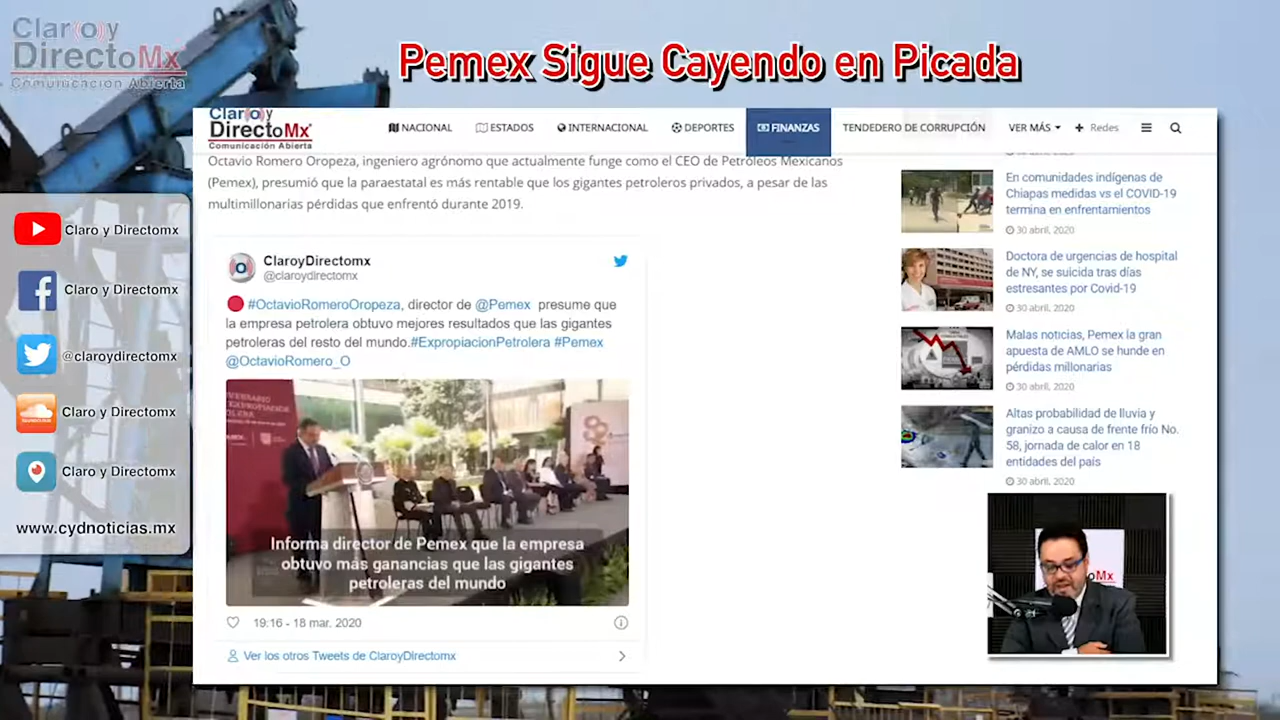 Claro y
DirectoMx
Comunicación Abierta
Pemex Sigue Cayendo en Picada
Claro y
DirectoMx
Comunicación Abierta
NACIONAL
ESTADOS
INTERNACIONAL
DEPORTES
FINANZAS
TENDEDERO DE CORRUPCIÓN
VER MÁS
Redes
Octavio Romero Oropeza, ingeniero agrónomo que actualmente funge como el CEO de Petróleos Mexicanos
(Pemex), presumió que la paraestatal es más rentable que los gigantes petroleros privados, a pesar de las
multimillonarias pérdidas que enfrentó durante 2019.
ClaroyDirectomx
@claroydirectomx
#OctavioRomeroOropeza, director de @Pemex presume que
la empresa petrolera obtuvo mejores resultados que las gigantes
petroleras del resto del mundo.#ExpropiacionPetrolera #Pemex
@OctavioRomero_O
Informa director de Pemex que la empresa
obtuvo más ganancias que las gigantes
petroleras del mundo
19:16 - 18 mar. 2020
Ver los otros Tweets de ClaroyDirectomx
En comunidades indígenas de
Chiapas medidas vs el COVID-19
termina en enfrentamientos
30 abril, 2020
Doctora de urgencias de hospital
de NY, se suicida tras días
estresantes por Covid-19
30 abril, 2020
Malas noticias, Pemex la gran
apuesta de AMLO se hunde en
pérdidas millonarias
30 abril, 2020
Altas probabilidad de lluvia y
granizo a causa de frente frío No.
58, jornada de calor en 18
entidades del país
30 abril, 2020
Claro y Directomx
Claro y Directomx
@claroydirectomx
Claro y Directomx
Claro y Directomx
www.cydnoticias.mx